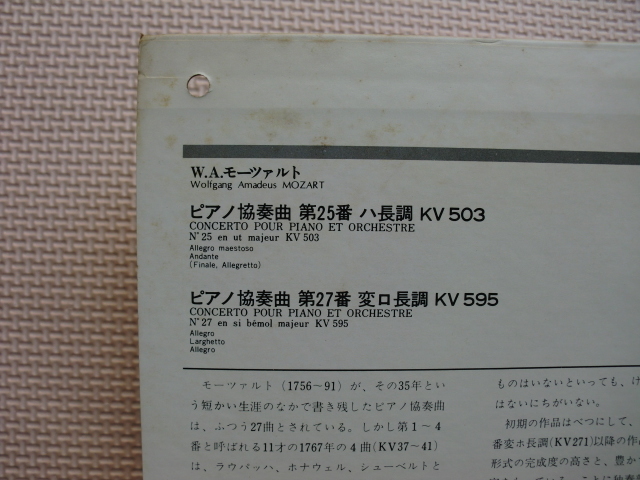 W.A.モーツァルト
Wolfgang Amadeus MOZART
ピアノ協奏曲 第25番 ハ長調 KV 503
CONCERTO POUR PIANO ET ORCHESTRE
N° 25 en ut majeur KV 503
Allegro maestoso
Andante
(Finale, Allegretto)
ピアノ協奏曲 第27番 変ロ長調 KV 595
CONCERTO POUR PIANO ET ORCHESTRE
N° 27 en si bémol majeur KV 595
Allegro
Larghetto
Allegro
モーツァルト (1756〜91) が、その35年とい
う短かい生涯のなかで書き残したピアノ協奏曲
は、ふつう27曲とされている。しかし第1〜4
番と呼ばれる11才の1767年の4曲(KV37〜41)
は、ラウパッハ、ホナウェル、シューベルトと
ものはいないといっても、け
はないにちがいない。
初期の作品はべつにして、
番変ホ長調(KV271)以降の作
形式の完成度の高さと、豊か